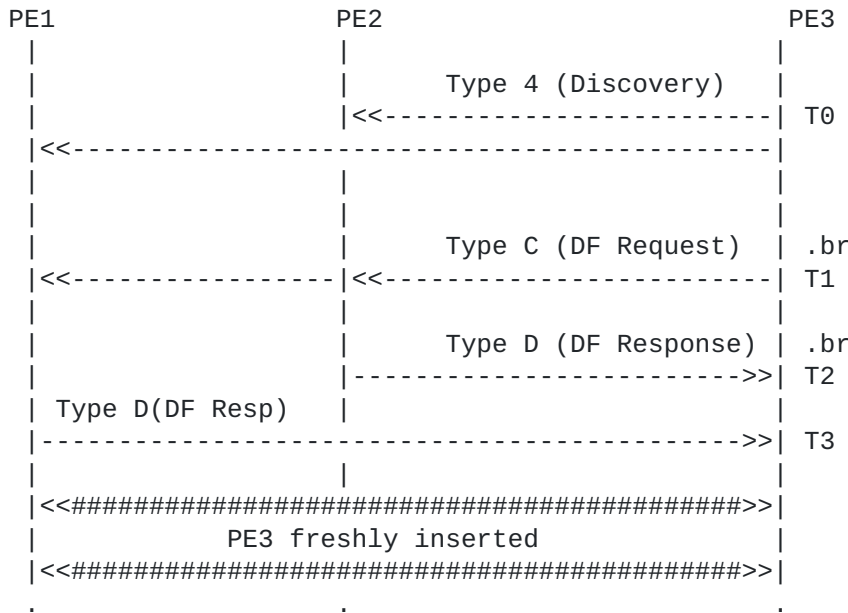 PE1 PE2 PE3
| | |
| | Type 4 (Discovery) |
| |<<-------------------------| T0
|<<---------------------------------------------|
| | |
| | |
| | Type C (DF Request) | .br
|<<-----------------|<<-------------------------| T1
| | |
| | Type D (DF Response) | .br
| |------------------------->>| T2
| Type D(DF Resp) | |
|--------------------------------------------->>| T3
| | |
|<<###########################################>>|
| PE3 freshly inserted |
|<<###########################################>>|
| | |